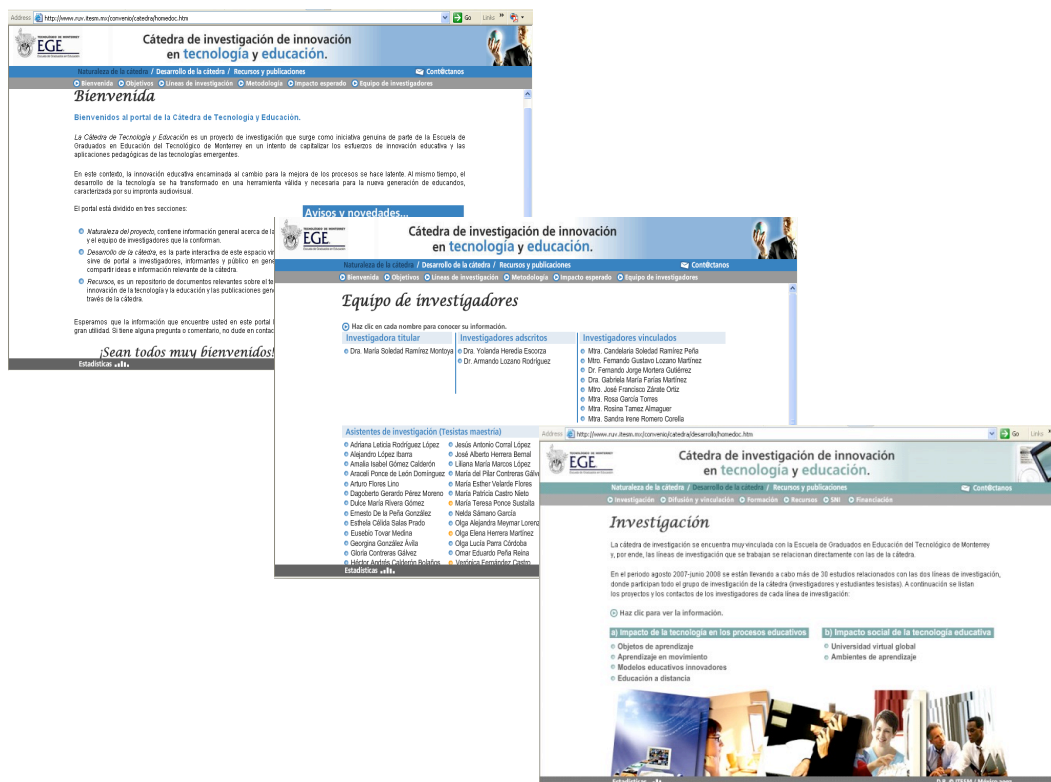 Address http://www.ruv.itesm.mx/convenio/catedra/homedoc.htm Go Links »
EGE
Cátedra de investigación de innovación
en tecnología y educación.
Naturaleza de la cátedra / Desarrollo de la cátedra / Recursos y publicaciones Cont@ctanos
Bienvenida Objetivos Líneas de investigación Metodología Impacto esperado Equipo de investigadores
Bienvenida
Bienvenidos al portal de la Cátedra de Tecnología y Educación.
La Cátedra de Tecnología y Educación es un proyecto de investigación que surge como iniciativa genuina de parte de la Escuela de
Graduados en Educación del Tecnológico de Monterrey en un intento de capitalizar los esfuerzos de innovación educativa y las
aplicaciones pedagógicas de las tecnologías emergentes.
En este contexto, la innovación educativa encaminada al cambio para la mejora de los procesos se hace latente. Al mismo tiempo, el
desarrollo de la tecnología se ha transformado en una herramienta válida y necesaria para la nueva generación de educandos,
caracterizada por su impronta audiovisual.
El portal está dividido en tres secciones:
Avisos y novedades...
Naturaleza del proyecto, contiene información general acerca de la
y el equipo de investigadores que la conforman.
Desarrollo de la cátedra, es la parte interactiva de este espacio
sirve de portal a investigadores, informantes y público en
compartir ideas e información relevante de la cátedra.
Recursos, es un repositorio de documentos relevantes sobre el
innovación de la tecnología y la educación y las publicaciones
través de la cátedra.
Esperamos que la información que encuentre usted en este portal
gran utilidad. Si tiene alguna pregunta o comentario, no dude en
¡Sean todos muy bienvenidos!
Estadísticas
EGE
Cátedra de investigación de innovación
en tecnología y educación.
Naturaleza de la cátedra / Desarrollo de la cátedra / Recursos y publicaciones Cont@ctanos
Bienvenida Objetivos Líneas de investigación Metodología Impacto esperado Equipo de investigadores
Equipo de investigadores
Haz clic en cada nombre para conocer su información.
Investigadora titular Investigadores adscritos Investigadores vinculados
Dra. María Soledad Ramírez Montoya Dra. Yolanda Heredia Escorza Mtra. Candelaria Soledad Ramírez Peña
Dr. Armando Lozano Rodríguez Mtro. Fernando Gustavo Lozano Martínez
Dr. Fernando Jorge Mortera Gutiérrez
Dra. Gabriela María Farías Martínez
Mtro. José Francisco Zárate Ortiz
Mtra. Rosa García Torres
Mtra. Rosina Tamez Almaguer
Mtra. Sandra Irene Romero Corella
Asistentes de investigación (Tesistas maestría)
Adriana Leticia Rodríguez López Jesús Antonio Corral López
Alejandro López Ibarra José Alberto Herrera Bernal
Amalia Isabel Gómez Calderón Liliana María Marcos López
Araceli Ponce de León Domínguez María del Pilar Contreras
Arturo Flores Lino María Esther Velarde Flores
Dagoberto Gerardo Pérez Moreno María Patricia Castro Nieto
Dulce María Rivera Gómez María Teresa Ponce Sustaita
Ernesto De la Peña González Nelda Sámano García
Esthela Célida Salas Prado Olga Alejandra Meymar
Eusebio Tovar Medina Olga Elena Herrera Martínez
Georgina González Ávila Olga Lucía Parra Córdoba
Gloria Contreras Gálvez Omar Eduardo Peña Reina
Héctor Andrés Calderón Bolaños Verónica Fernández Castro
Estadísticas
Address http://www.ruv.itesm.mx/convenio/catedra/desarrollo/homedoc.htm Go Links »
EGE
Cátedra de investigación de innovación
en tecnología y educación.
Naturaleza de la cátedra / Desarrollo de la cátedra / Recursos y publicaciones Cont@ctanos
Investigación Difusión y vinculación Formación Recursos SNI Financiación
Investigación
La cátedra de investigación se encuentra muy vinculada con la Escuela de Graduados en Educación del Tecnológico de Monterrey
y, por ende, las líneas de investigación que se trabajan se relacionan directamente con las de la cátedra.
En el periodo agosto 2007-junio 2008 se están llevando a cabo más de 30 estudios relacionados con las dos líneas de investigación,
donde participan todo el grupo de investigación de la cátedra (investigadores y estudiantes tesistas). A continuación se listan
los proyectos y los contactos de los investigadores de cada línea de investigación:
Haz clic para ver la información.
a) Impacto de la tecnología en los procesos educativos b) Impacto social de la tecnología educativa
Objetos de aprendizaje Universidad virtual global
Aprendizaje en movimiento Ambientes de aprendizaje
Modelos educativos innovadores
Educación a distancia